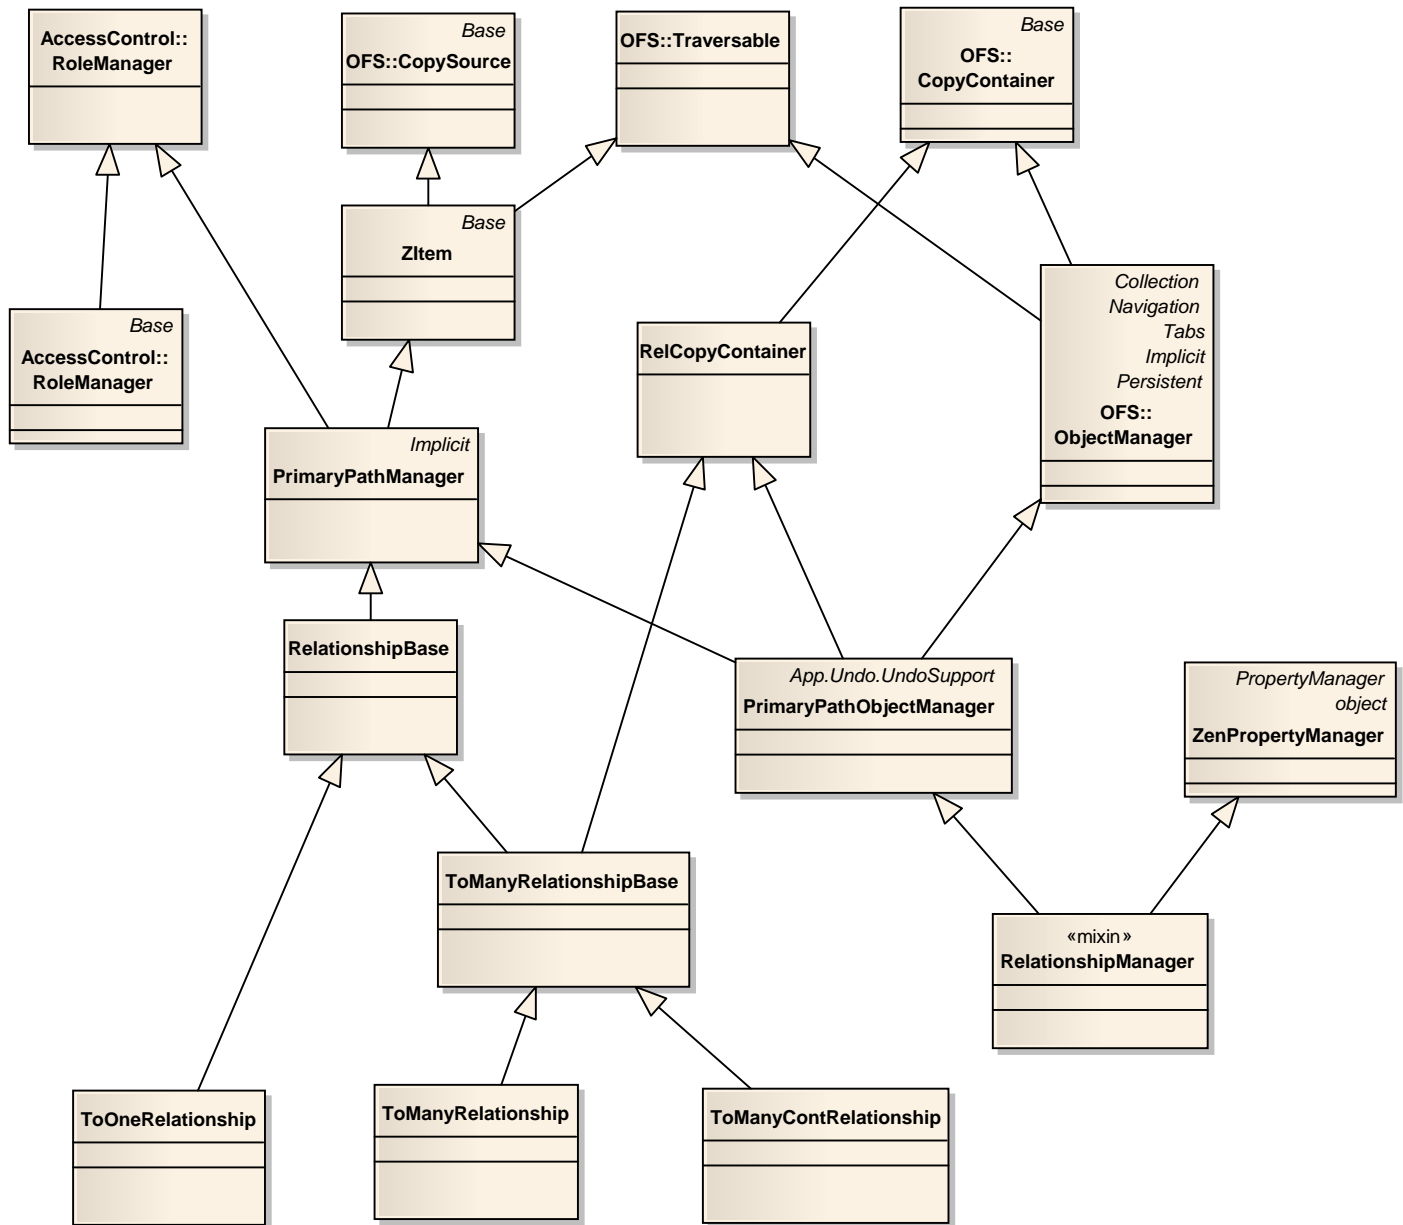 AccessControl::
RoleManager
Base
OFS::CopySource
OFS::Traversable
Base
OFS::
CopyContainer
Base
ZItem
Collection
Navigation
Tabs
Implicit
Persistent
OFS::
ObjectManager
Base
AccessControl::
RoleManager
RelCopyContainer
Implicit
PrimaryPathManager
RelationshipBase
App.Undo.UndoSupport
PrimaryPathObjectManager
PropertyManager
object
ZenPropertyManager
ToManyRelationshipBase
«mixin»
RelationshipManager
ToOneRelationship
ToManyRelationship
ToManyContRelationship